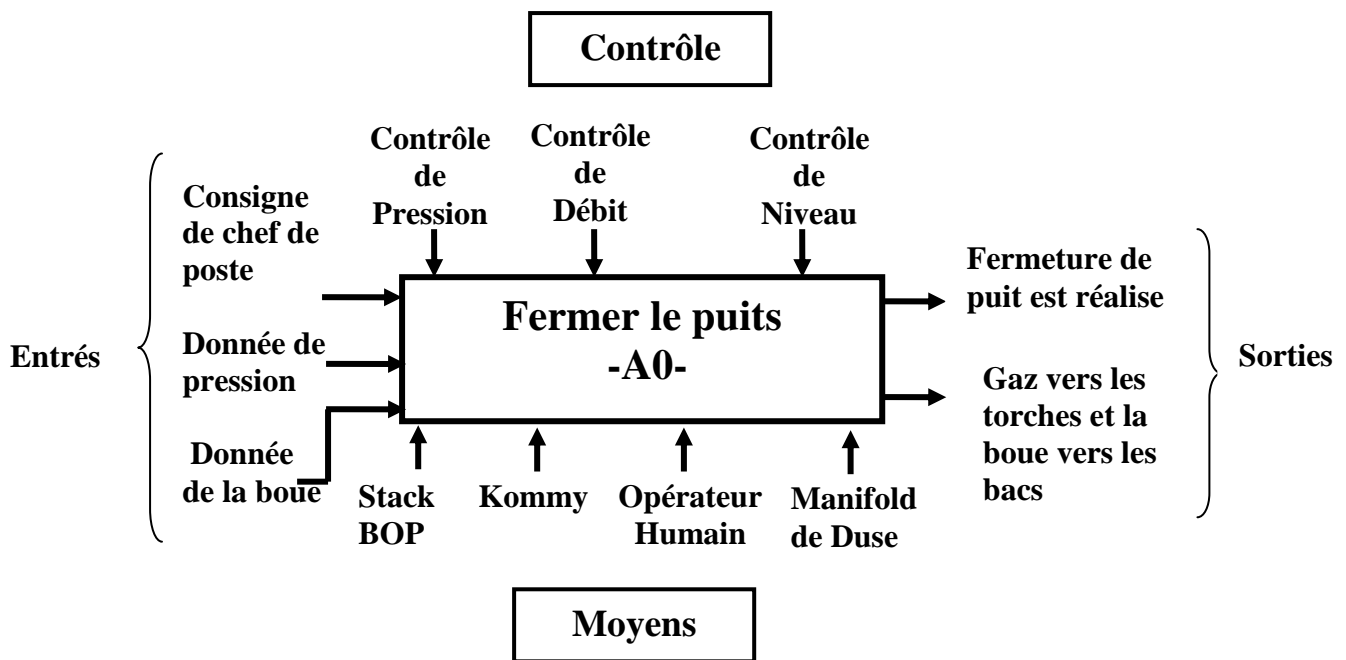 Contrôle
Contrôle
de
Pression
Contrôle
de
Débit
Contrôle
de
Niveau
Entrés
Consigne
de chef de
poste
Donnée de
pression
Donnée
de la boue
Fermer le puits
-A0-
Fermeture de
puit est réalise
Gaz vers les
torches et la
boue vers les
bacs
Sorties
Stack
BOP
Kommy
Opérateur
Humain
Manifold
de Duse
Moyens